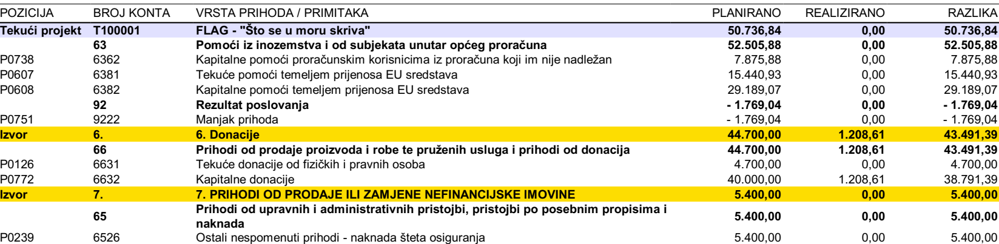 POZICIJA BROJ KONTA VRSTA PRIHODA / PRIMITAKA PLANIRANO REALIZIRANO RAZLIKA
Tekući projekt T100001 FLAG - "Što se u moru skriva" 50.736,84 0,00 50.736,84
63 Pomoći iz inozemstva i od subjekata unutar općeg proračuna 52.505,88 0,00 52.505,88
P0738 6362 Kapitalne pomoći proračunskim korisnicima iz proračuna koji im nije nadležan 7.875,88 0,00 7.875,88
P0607 6381 Tekuće pomoći temeljem prijenosa EU sredstava 15.440,93 0,00 15.440,93
P0608 6382 Kapitalne pomoći temeljem prijenosa EU sredstava 29.189,07 0,00 29.189,07
92 Rezultat poslovanja - 1.769,04 0,00 - 1.769,04
P0751 9222 Manjak prihoda - 1.769,04 0,00 - 1.769,04
Izvor 6. 6. Donacije 44.700,00 1.208,61 43.491,39
66 Prihodi od prodaje proizvoda i robe te pruženih usluga i prihodi od donacija 44.700,00 1.208,61 43.491,39
P0126 6631 Tekuće donacije od fizičkih i pravnih osoba 4.700,00 0,00 4.700,00
P0772 6632 Kapitalne donacije 40.000,00 1.208,61 38.791,39
Izvor 7. 7. PRIHODI OD PRODAJE ILI ZAMJENE NEFINANCIJSKE IMOVINE 5.400,00 0,00 5.400,00
65 Prihodi od upravnih i administrativnih pristojbi, pristojbi po posebnim propisima i
naknada 5.400,00 0,00 5.400,00
P0239 6526 Ostali nespomenuti prihodi - naknada šteta osiguranja 5.400,00 0,00 5.400,00